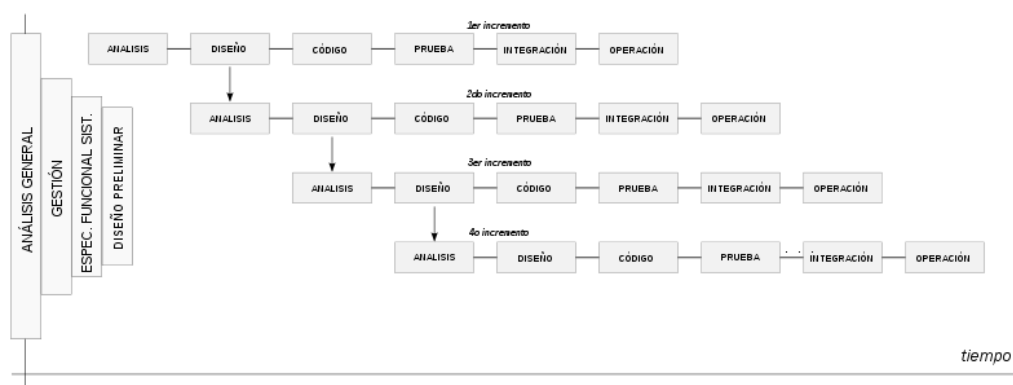 1er incremento
ANALISIS DISEÑO CÓDIGO PRUEBA INTEGRACIÓN OPERACIÓN
2do incremento
ANALISIS DISEÑO CÓDIGO PRUEBA INTEGRACIÓN OPERACIÓN
3er incremento
ANALISIS DISEÑO CÓDIGO PRUEBA INTEGRACIÓN OPERACIÓN
4o incremento
ANALISIS DISEÑO CÓDIGO PRUEBA INTEGRACIÓN OPERACIÓN
ANÁLISIS GENERAL
GESTIÓN
ESPEC. FUNCIONAL SIST.
DISEÑO PRELIMINAR
tiempo